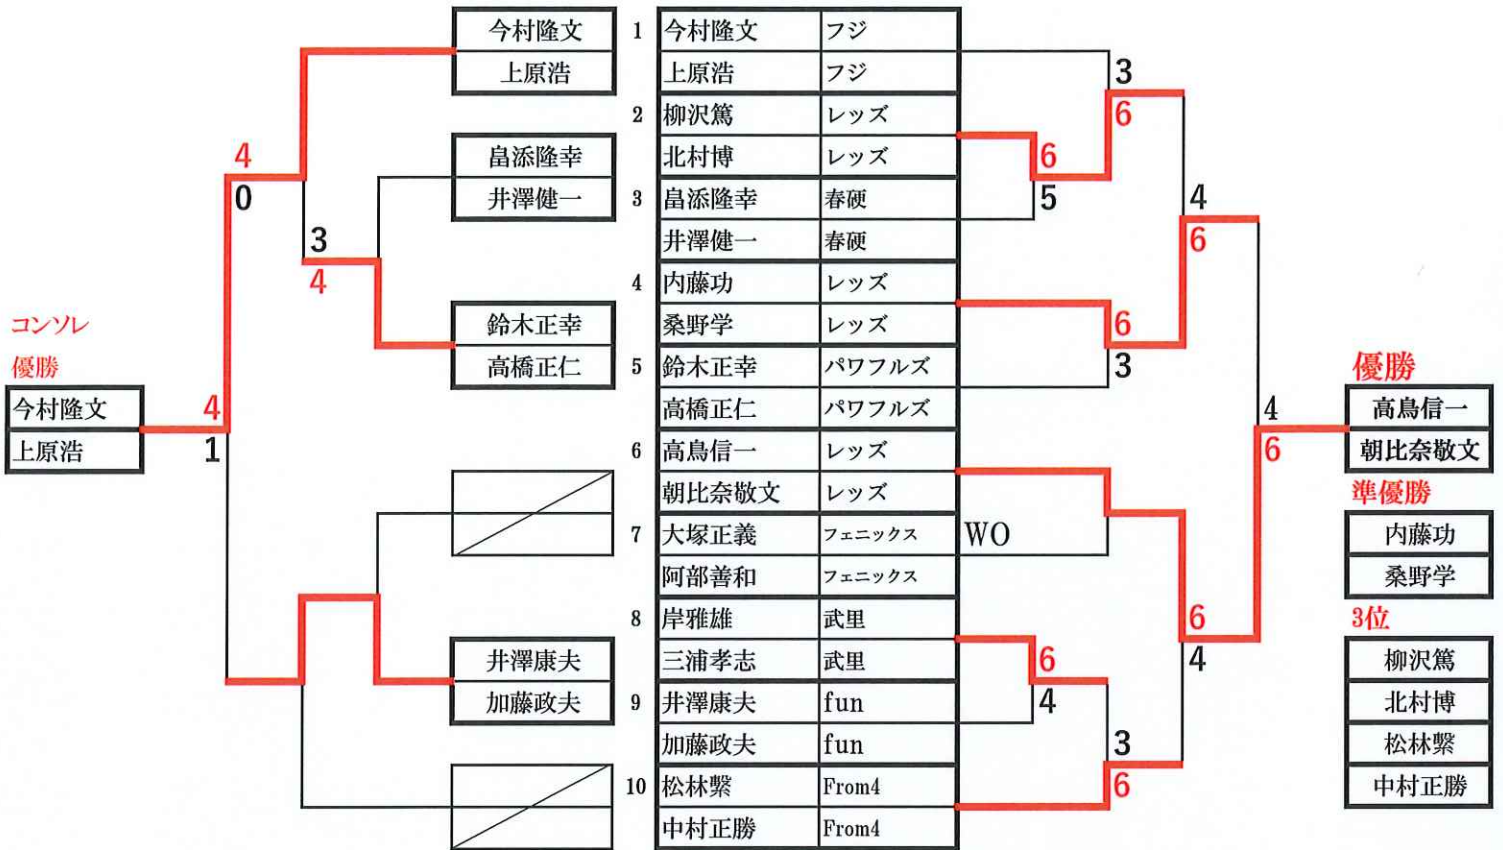 今村隆文 1 今村隆文 フジ
上原浩 上原浩 フジ 3
2 柳沢篤 レッズ 6
4 畠添隆幸 北村博 レッズ 6
0 井澤健一 3 畠添隆幸 春硬 5 4
3 井澤健一 春硬 6
4 4 内藤功 レッズ
コンソレ 鈴木正幸 桑野学 レッズ 6
優勝 高橋正仁 5 鈴木正幸 パワフルズ 3 優勝
今村隆文 4 高橋正仁 パワフルズ 4 高鳥信一
上原浩 1 6 高鳥信一 レッズ 6 朝比奈敬文
朝比奈敬文 レッズ 準優勝
7 大塚正義 フェニックス WO 内藤功
阿部善和 フェニックス 桑野学
8 岸雅雄 武里 6 3位
井澤康夫 三浦孝志 武里 6 4 柳沢篤
加藤政夫 9 井澤康夫 fun 4 北村博
加藤政夫 fun 3 松林繋
10 松林繋 From4 6 中村正勝
中村正勝 From4